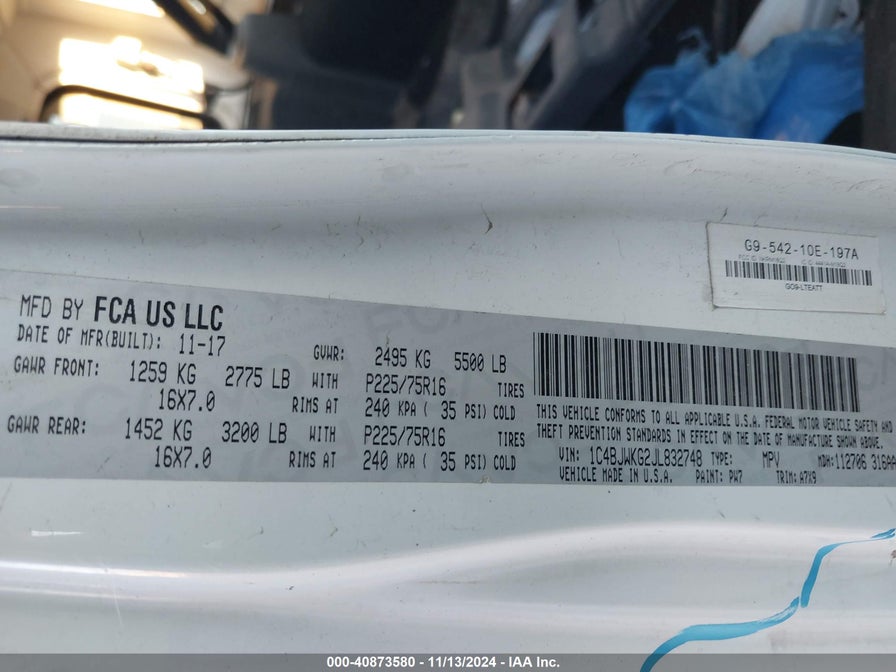 G9-542-10E-197A
GO9-LTEATT
MFD BY FCA US LLC
DATE OF MFR(BUILT): 11-17 GVWR: 2495 KG 5500 LB
GAWR FRONT: 1259 KG 2775 LB WITH P225/75R16 TIRES
16X7.0 RIMS AT 240 KPA ( 35 PSI) COLD
GAWR REAR: 1452 KG 3200 LB WITH P225/75R16 TIRES
16X7.0 RIMS AT 240 KPA ( 35 PSI) COLD
THIS VEHICLE CONFORMS TO ALL APPLICABLE U.S.A. FEDERAL MOTOR VEHICLE SAFETY AND
THEFT PREVENTION STANDARDS IN EFFECT ON THE DATE OF MANUFACTURE SHOWN ABOVE.
VIN: 1C4BJWKG2JL832748 TYPE: MPV MDH: 112706 316AA
VEHICLE MADE IN U.S.A. PAINT: PW7 TRIM: A7X9
000-40873580 - 11/13/2024 - IAA Inc.